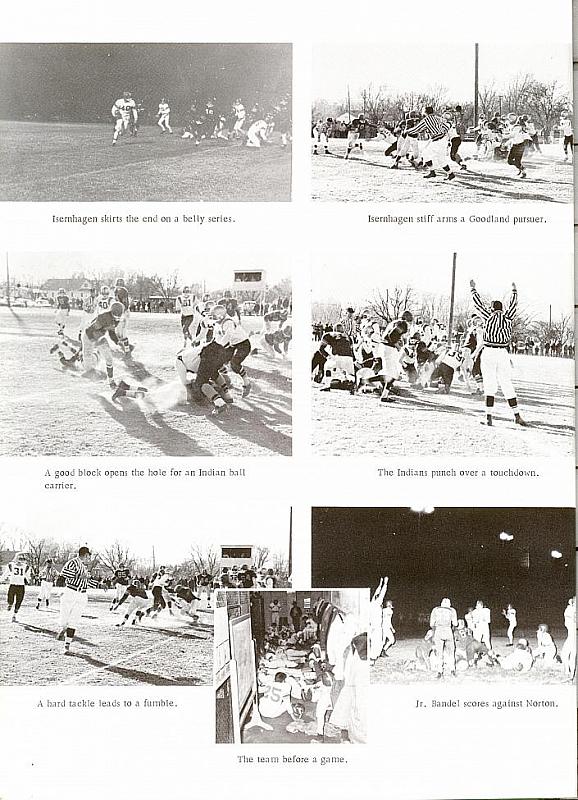 Isernhagen skirts the end on a belly series.
Isernhagen stiff arms a Goodland pursuer.
A good block opens the hole for an Indian ball
carrier.
The Indians punch over a touchdown.
31
A hard tackle leads to a fumble.
75
Jr. Bandel scores against Norton.
The team before a game.